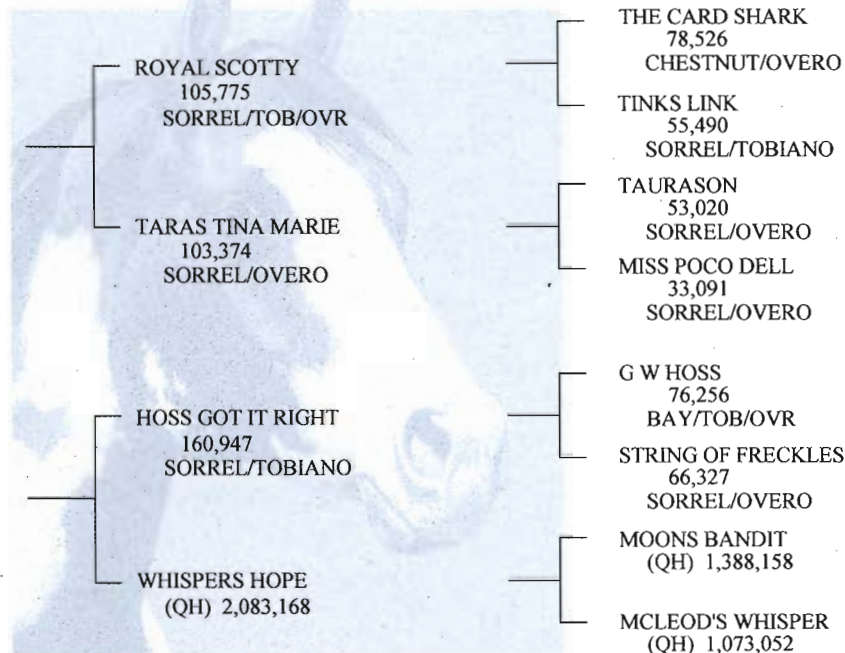 THE CARD SHARK
78,526
CHESTNUT/OVERO
ROYAL SCOTTY
105,775
SORREL/TOB/OVR
TINKS LINK
55,490
SORREL/TOBIANO
TAURASON
53,020
SORREL/OVERO
TARAS TINA MARIE
103,374
SORREL/OVERO
MISS POCO DELL
33,091
SORREL/OVERO
G W HOSS
76,256
BAY/TOB/OVR
HOSS GOT IT RIGHT
160,947
SORREL/TOBIANO
STRING OF FRECKLES
66,327
SORREL/OVERO
MOONS BANDIT
(QH) 1,388,158
WHISPERS HOPE
(QH) 2,083,168
MCLEOD'S WHISPER
(QH) 1,073,052